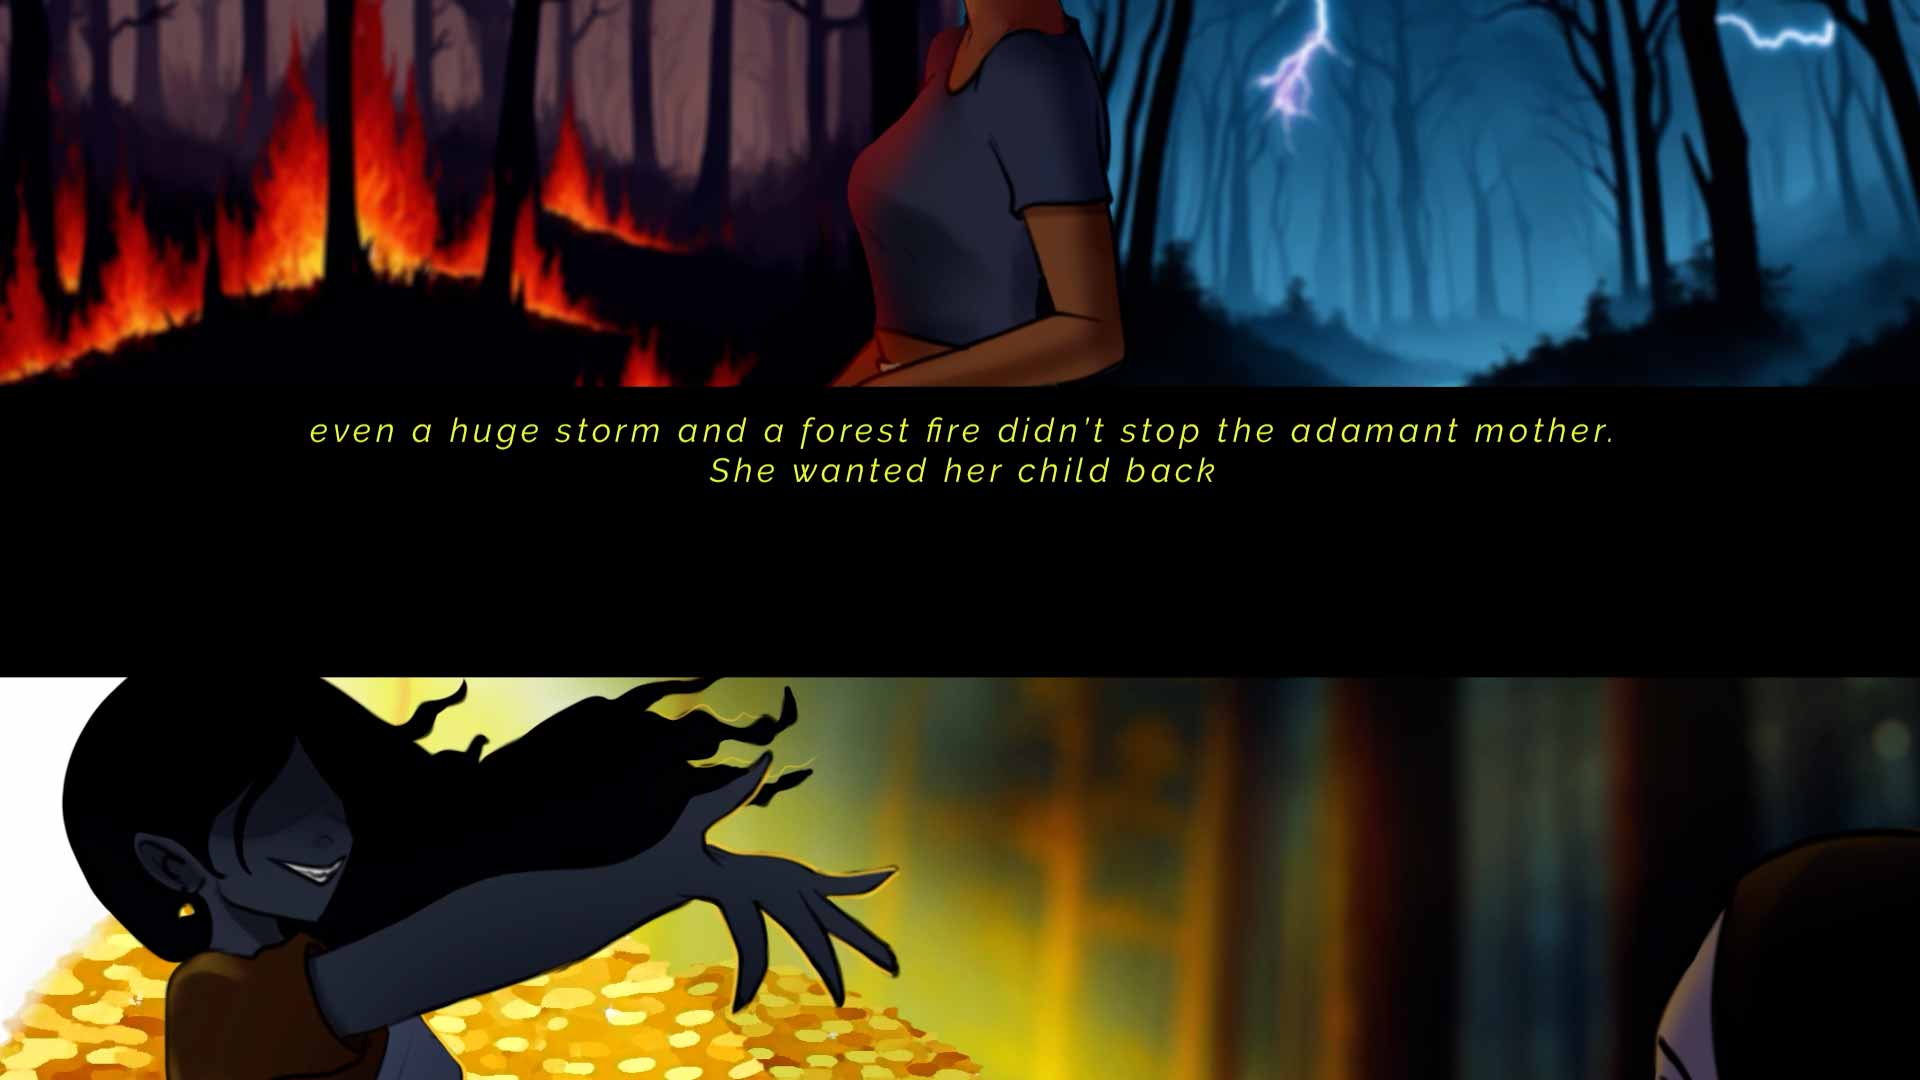 even a huge storm and a forest fire didn't stop the adamant mother.
She wanted her child back